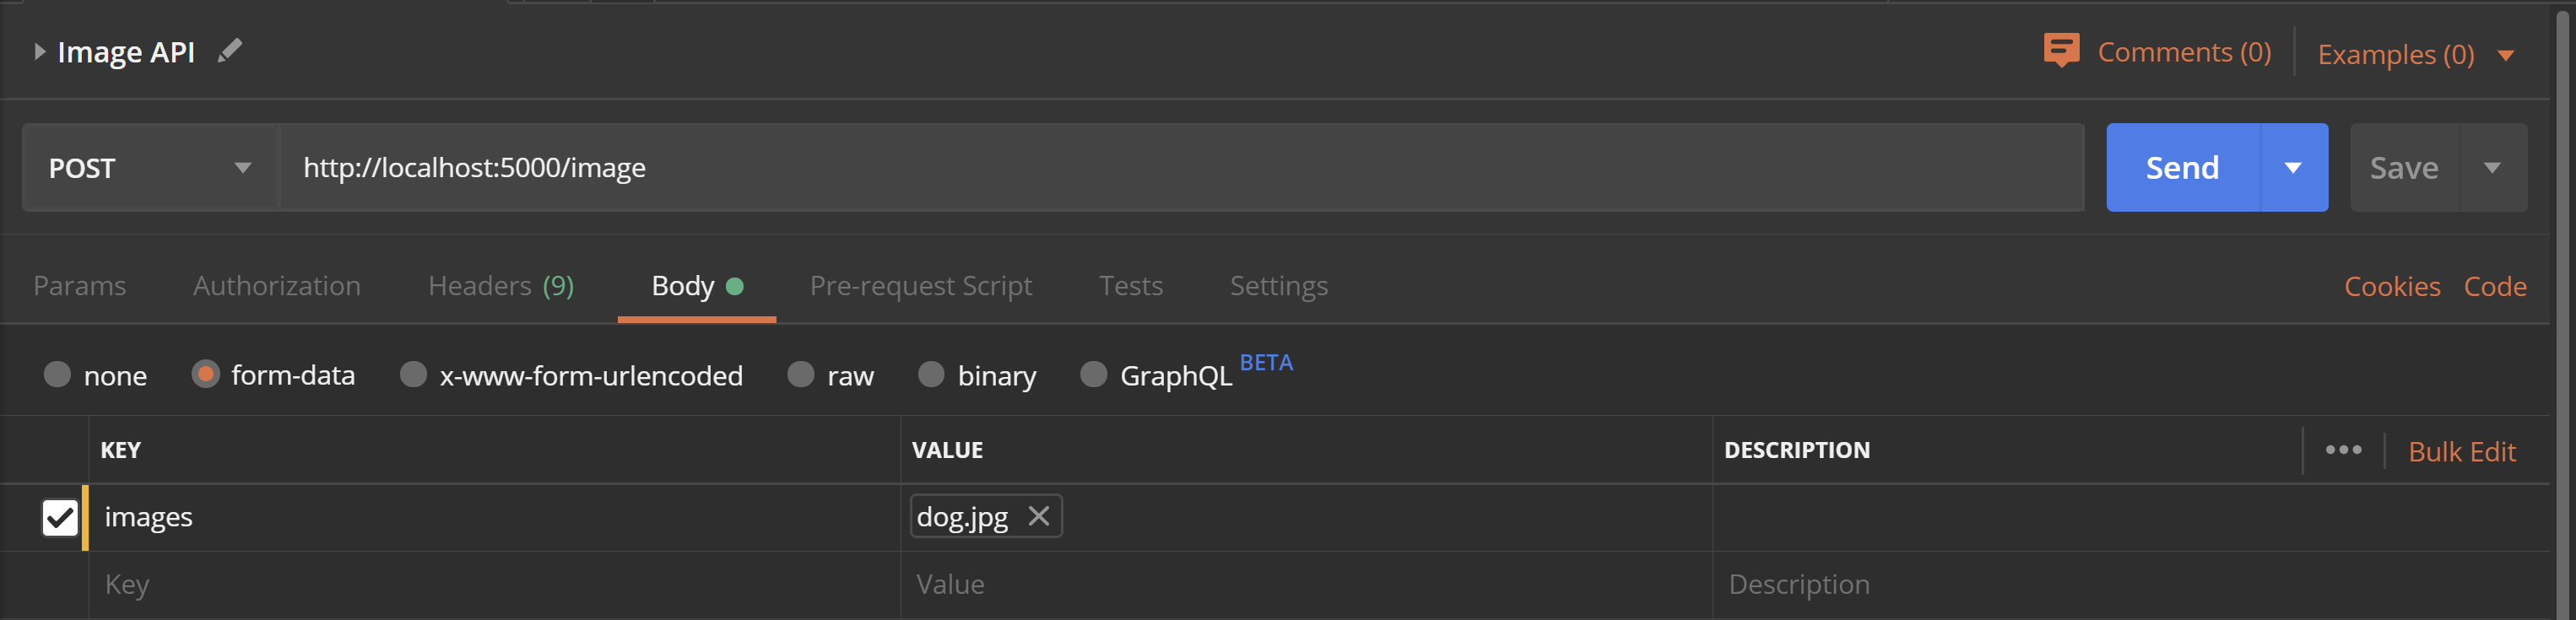 Image API Comments (0) Examples (0)
POST http://localhost:5000/image Send Save
Params Authorization Headers (9) Body Pre-request Script Tests Settings Cookies Code
none form-data x-www-form-urlencoded raw binary GraphQL BETA
KEY VALUE DESCRIPTION ••• Bulk Edit
images dog.jpg
Key Value Description